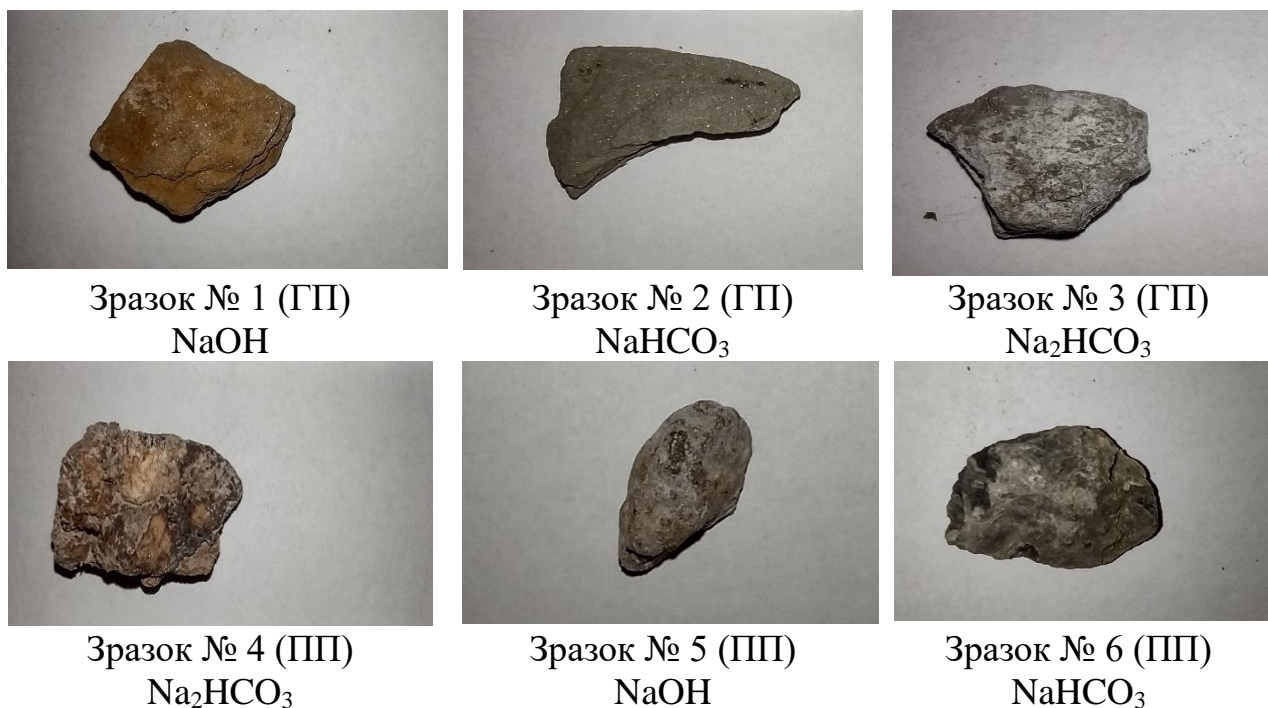 Зразок № 1 (ГП)
NaOH
Зразок № 2 (ГП)
NaHCO₃
Зразок № 3 (ГП)
Na₂HCO₃
Зразок № 4 (ПП)
Na₂HCO₃
Зразок № 5 (ПП)
NaOH
Зразок № 6 (ПП)
NaHCO₃